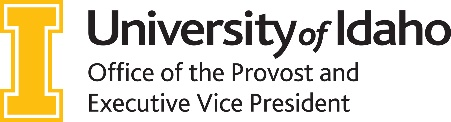 University of Idaho
Office of the Provost and
Executive Vice President